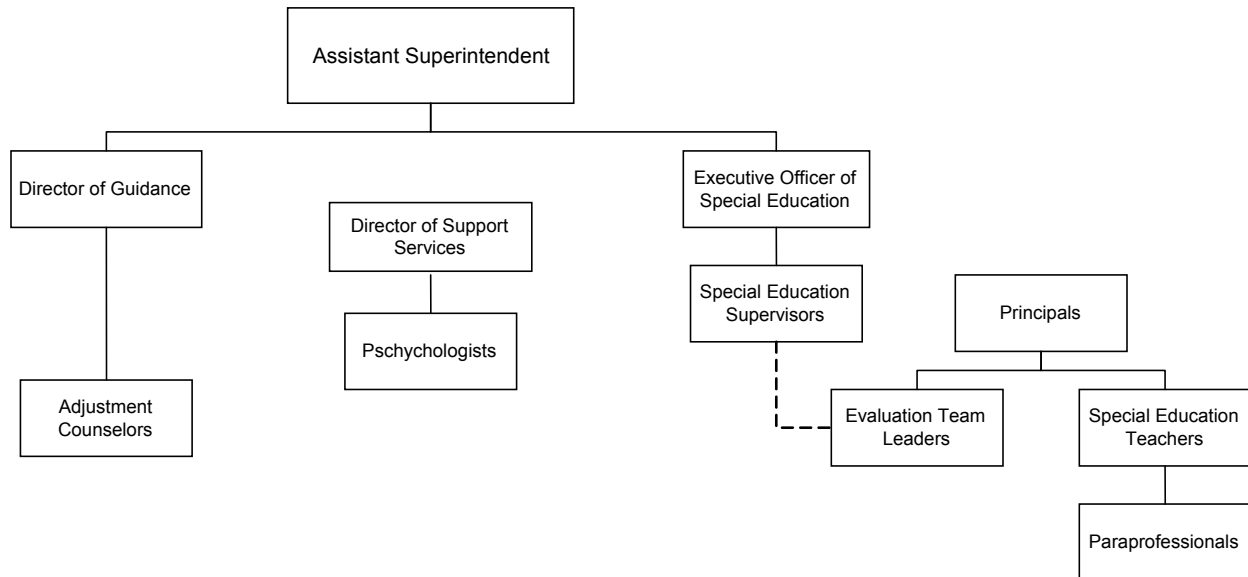 Assistant Superintendent
Director of Guidance
Executive Officer of
Special Education
Director of Support
Services
Special Education
Supervisors
Principals
Pschychologists
Adjustment
Counselors
Evaluation Team
Leaders
Special Education
Teachers
Paraprofessionals